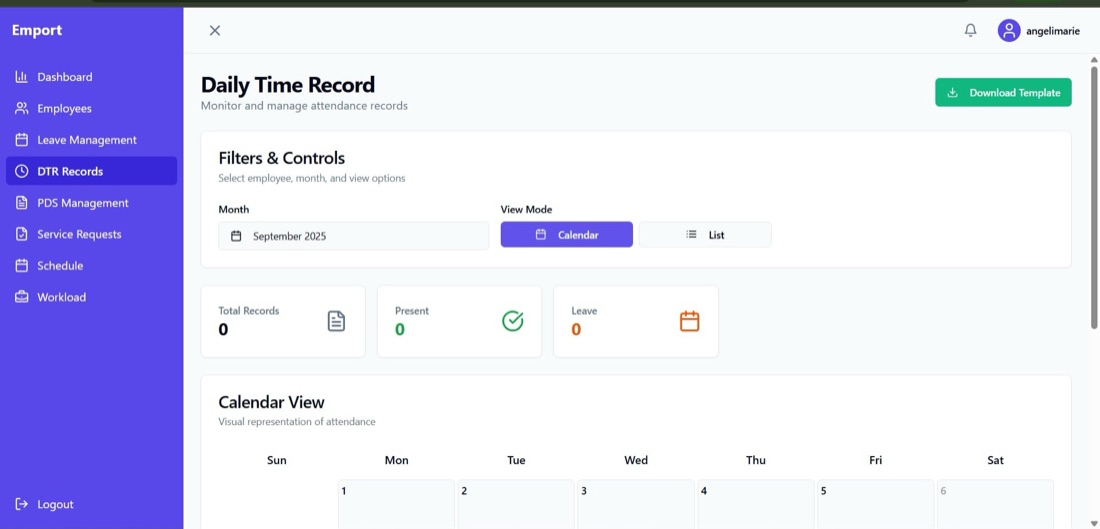 Emport
angelimarie
Dashboard
Employees
Leave Management
DTR Records
PDS Management
Service Requests
Schedule
Workload
Logout
Daily Time Record
Monitor and manage attendance records
Download Template
Filters & Controls
Select employee, month, and view options
Month
View Mode
September 2025
Calendar
List
Total Records
0
Present
0
Leave
0
Calendar View
Visual representation of attendance
Sun Mon Tue Wed Thu Fri Sat
1 2 3 4 5 6